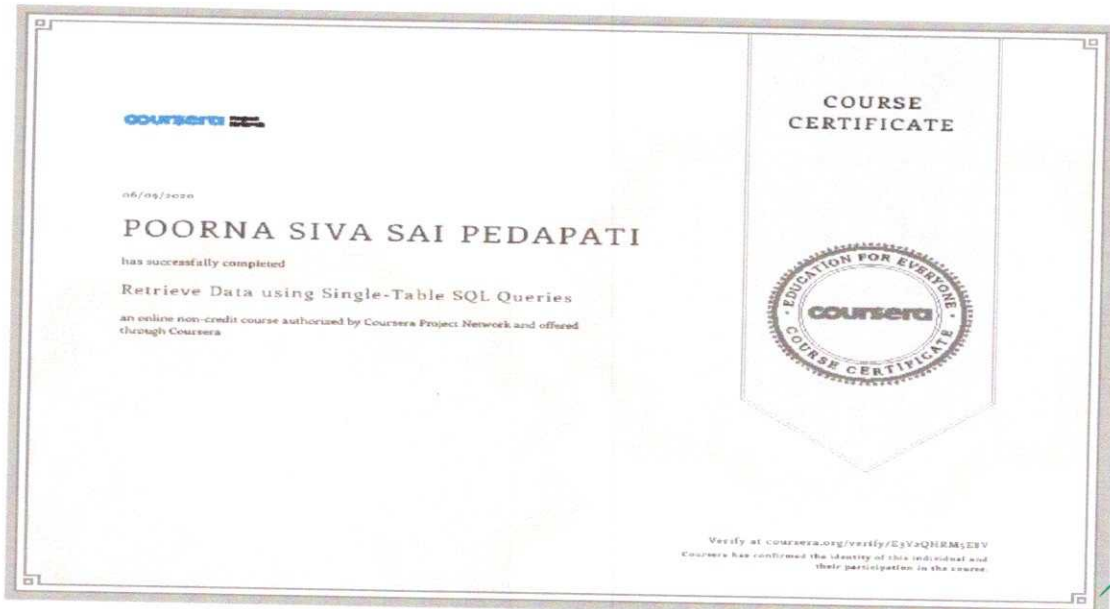 coursera
06/09/2020
POORNA SIVA SAI PEDAPATI
has successfully completed
Retrieve Data using Single-Table SQL Queries
an online non-credit course authorized by Coursera Project Network and offered
through Coursera
COURSE
CERTIFICATE
EDUCATION FOR EVERYONE
coursera
COURSE CERTIFICATE
Verify at coursera.org/verify/E3V2QHRM5E8V
Coursera has confirmed the identity of this individual and
their participation in the course.